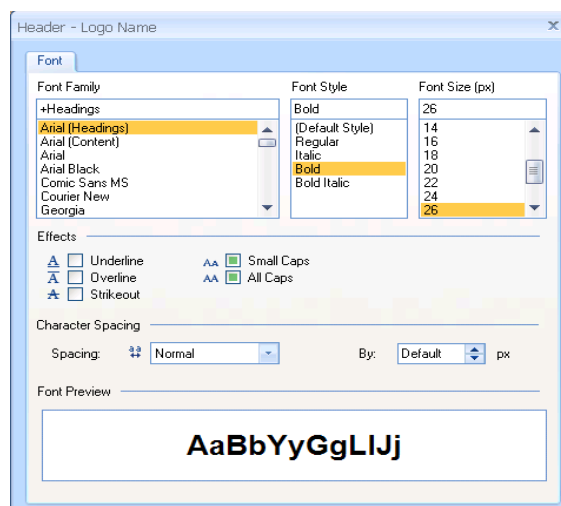 Header - Logo Name
Font
Font Family Font Style Font Size (px)
+Headings Bold 26
Arial (Headings) (Default Style) 14
Arial (Content) Regular 16
Arial Italic 18
Arial Black Bold 20
Comic Sans MS Bold Italic 22
Courier New 24
Georgia 26
Effects
A Underline AA Small Caps
A Overline AA All Caps
A Strikeout
Character Spacing
Spacing: Normal By: Default px
Font Preview
AaBbYyGgLlJj